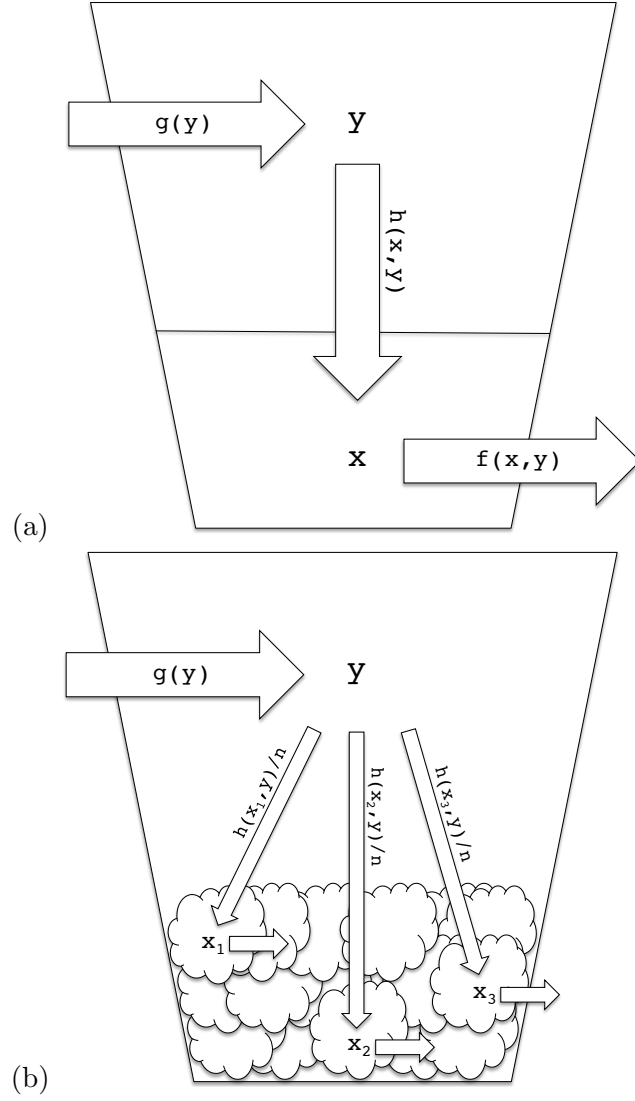 g(y)
y
h(x,y)
x
f(x,y)
(a)
g(y)
y
h(x₁,y)/n
h(x₂,y)/n
h(x₃,y)/n
x₁
x₃
x₂
(b)